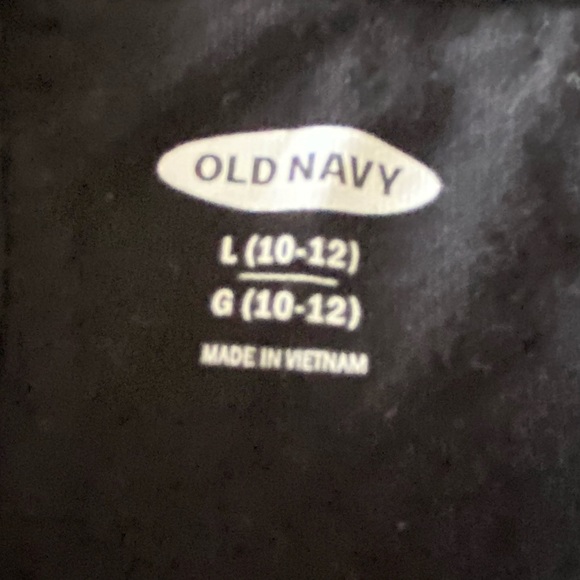 OLD NAVY
L (10-12)
G (10-12)
MADE IN VIETNAM